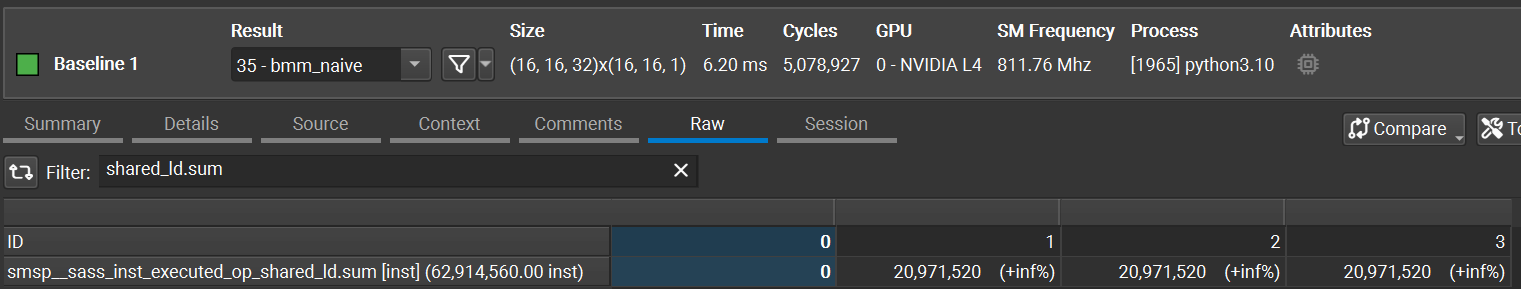 Result Size Time Cycles GPU SM Frequency Process Attributes
Baseline 1 35 - bmm_naive (16, 16, 32)x(16, 16, 1) 6.20 ms 5,078,927 0 - NVIDIA L4 811.76 Mhz [1965] python3.10
Summary Details Source Context Comments Raw Session Compare To
Filter: shared_ld.sum
ID 0 1 2 3
smsp__sass_inst_executed_op_shared_ld.sum [inst] (62,914,560.00 inst) 0 20,971,520 (+inf%) 20,971,520 (+inf%) 20,971,520 (+inf%)